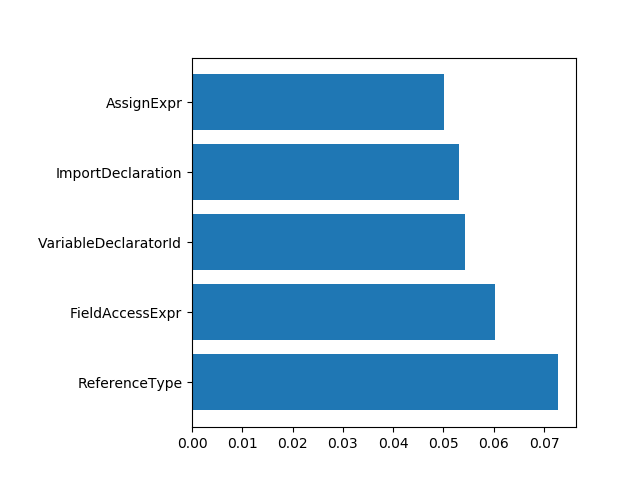 AssignExpr
ImportDeclaration
VariableDeclaratorId
FieldAccessExpr
ReferenceType
0.00 0.01 0.02 0.03 0.04 0.05 0.06 0.07